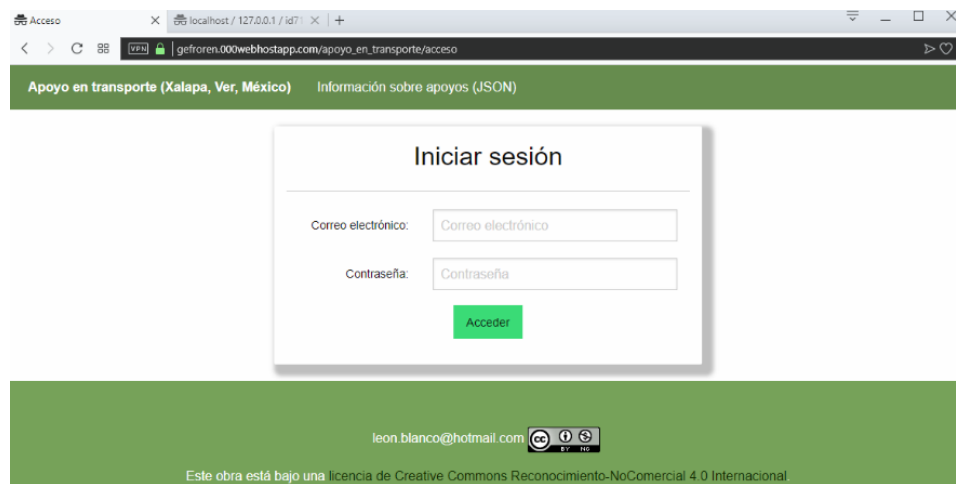 Acceso
localhost / 127.0.0.1 / id71
VPN
gefroren.000webhostapp.com/apoyo_en_transporte/acceso
Apoyo en transporte (Xalapa, Ver, México) Información sobre apoyos (JSON)
Iniciar sesión
Correo electrónico: Correo electrónico
Contraseña: Contraseña
Acceder
leon.blanco@hotmail.com cc BY NC
Este obra está bajo una licencia de Creative Commons Reconocimiento-NoComercial 4.0 Internacional.